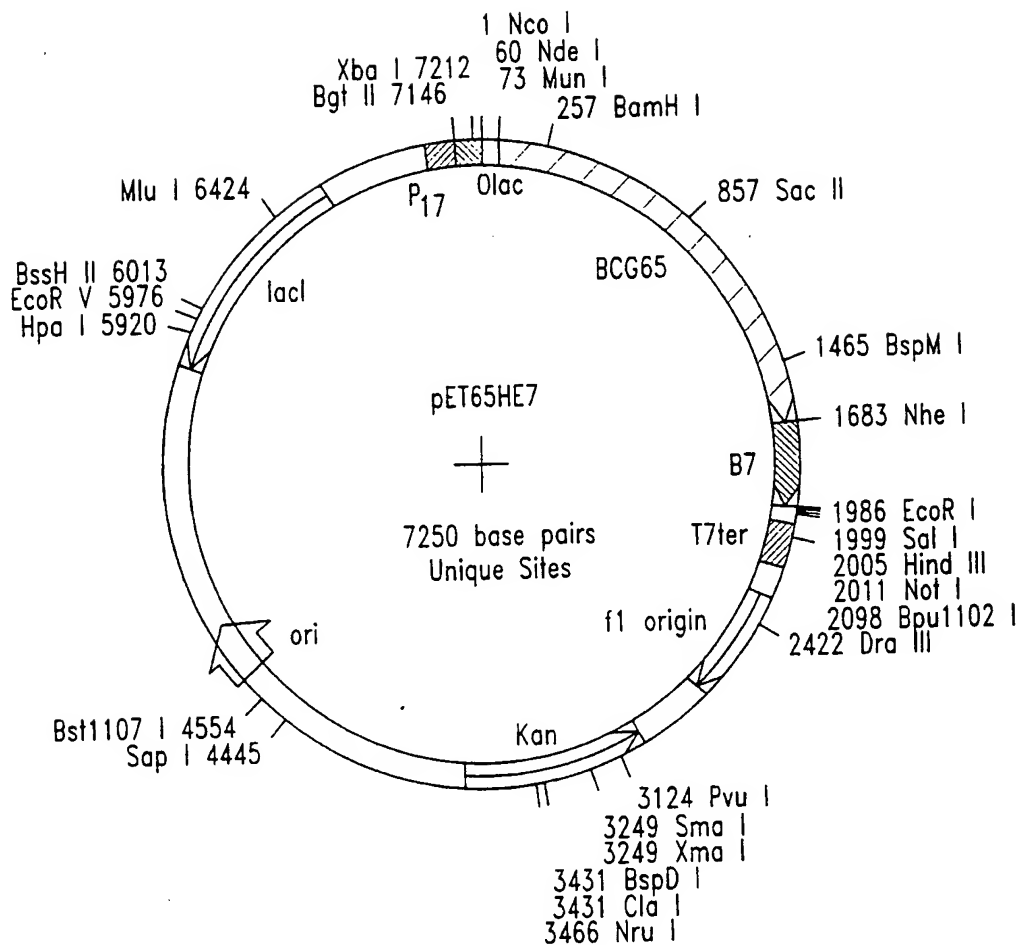 1 Nco I
60 Nde I
73 Mun I
Xba I 7212
Bgt II 7146
257 BamH I
Mlu I 6424
P17
Olac
857 Sac II
BCG65
BssH II 6013
EcoR V 5976
Hpa I 5920
lacI
1465 BspM I
pET65HE7
1683 Nhe I
B7
7250 base pairs
Unique Sites
T7ter
1986 EcoR I
1999 Sal I
2005 Hind III
2011 Not I
2098 Bpu1102 I
2422 Dra III
f1 origin
ori
Bst1107 I 4554
Sap I 4445
Kan
3124 Pvu I
3249 Sma I
3249 Xma I
3431 BspD I
3431 Cla I
3466 Nru I